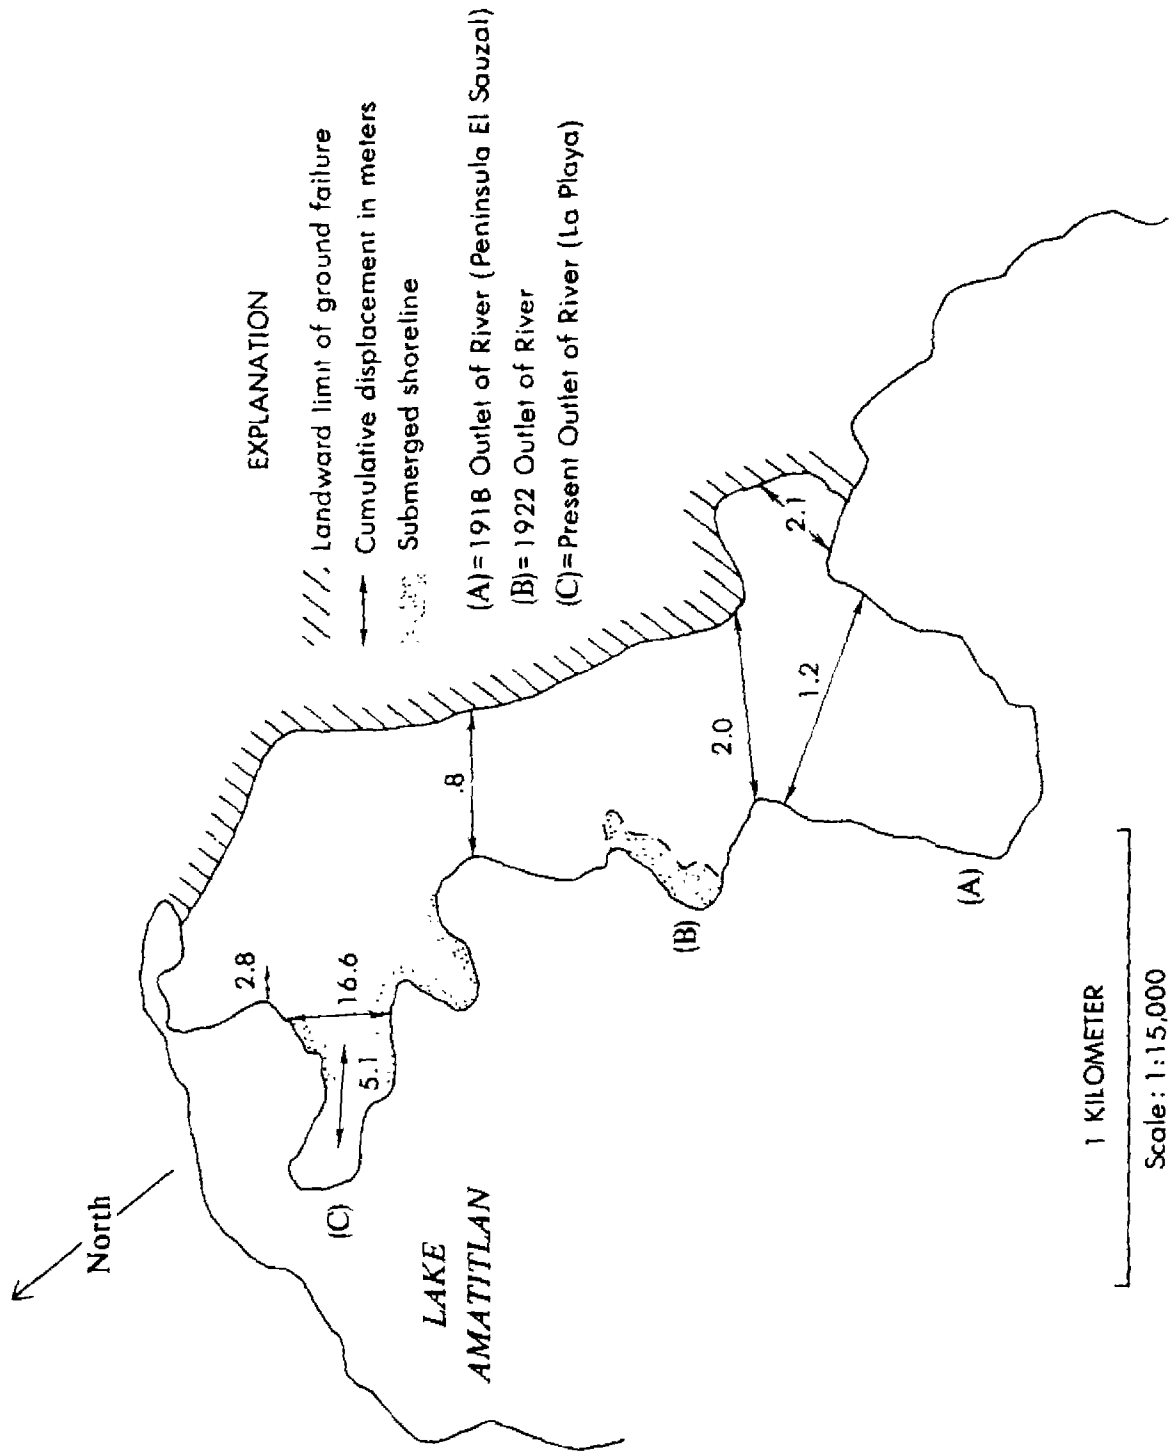 EXPLANATION
Landward limit of ground failure
Cumulative displacement in meters
Submerged shoreline
(A)= 1918 Outlet of River (Peninsula El Sauzal)
(B)= 1922 Outlet of River
(C)=Present Outlet of River (La Playa)
North
2.8
16.6
5.1
.8
2.0
2.1
1.2
(C)
(B)
(A)
LAKE
AMATITLAN
1 KILOMETER
Scale: 1:15,000